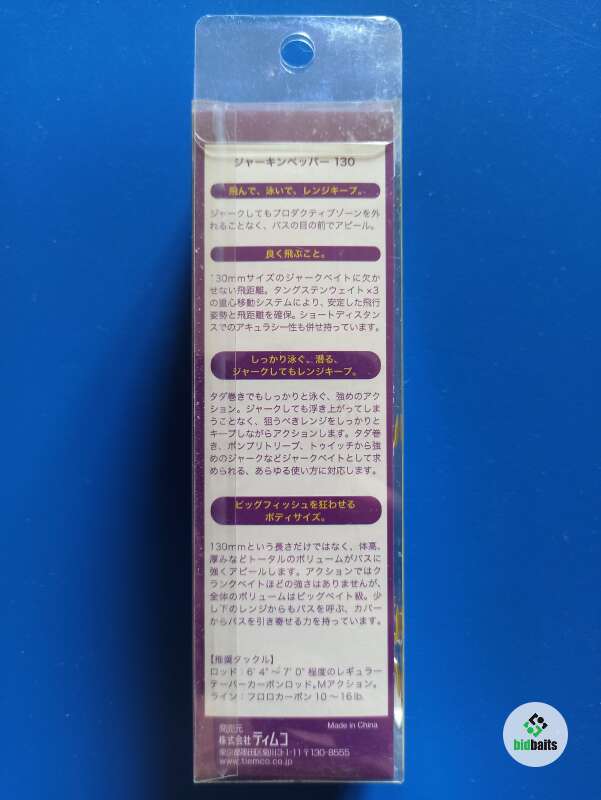 ジャーキンペッパー 130
飛んで、泳いで、レンジキープ。
ジャークしてもプロダクティブゾーンを外
れることなく、バスの目の前でアピール。
良く飛ぶこと。
130mmサイズのジャークベイトに欠か
せない飛距離。タングステンウェイト×3
の重心移動システムにより、安定した飛行
姿勢と飛距離を確保。ショートディスタン
スでのアキュラシー性も併せ持っています。
しっかり泳ぐ。潜る、
ジャークしてもレンジキープ。
タダ巻きでもしっかりと泳ぐ、強めのアク
ション。ジャークしても浮き上がってしま
うことなく、狙うべきレンジをしっかりと
キープしながらアクションします。タダ巻
き、ポンプリトリーブ、トゥイッチから強
めのジャークなどジャークベイトとして求
められる、あらゆる使い方に対応します。
ビッグフィッシュを狂わせる
ボディサイズ。
130mmという長さだけではなく、体高、
厚みなどトータルのボリュームがバスに
強くアピールします。アクションではク
ランクベイトほどの強さはありませんが、
全体のボリュームはビッグベイト級。少
し下のレンジからもバスを呼ぶ、カバー
からバスを引き寄せる力を持っています。
【推奨タックル】
ロッド：6' 4"〜7' 0" 程度のレギュラー
テーパーカーボンロッド。Mアクション。
ライン：フロロカーボン 10〜16lb.
発売元
Made in China
株式会社 ティムコ
東京都墨田区菊川3-1-11 〒130-8555
www.tiemco.co.jp
bidbaits